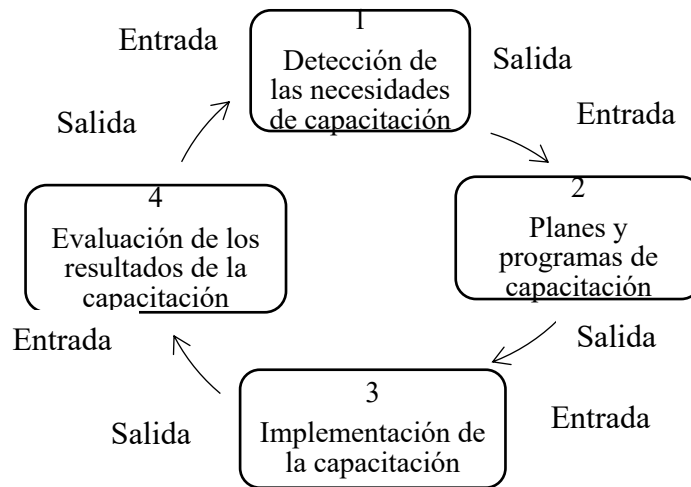 1
Entrada
Detección de
las necesidades
de capacitación
Salida
Entrada
Salida
2
Planes y
programas de
capacitación
4
Evaluación de los
resultados de la
capacitación
Salida
Entrada
3
Implementación de
la capacitación
Entrada
Salida